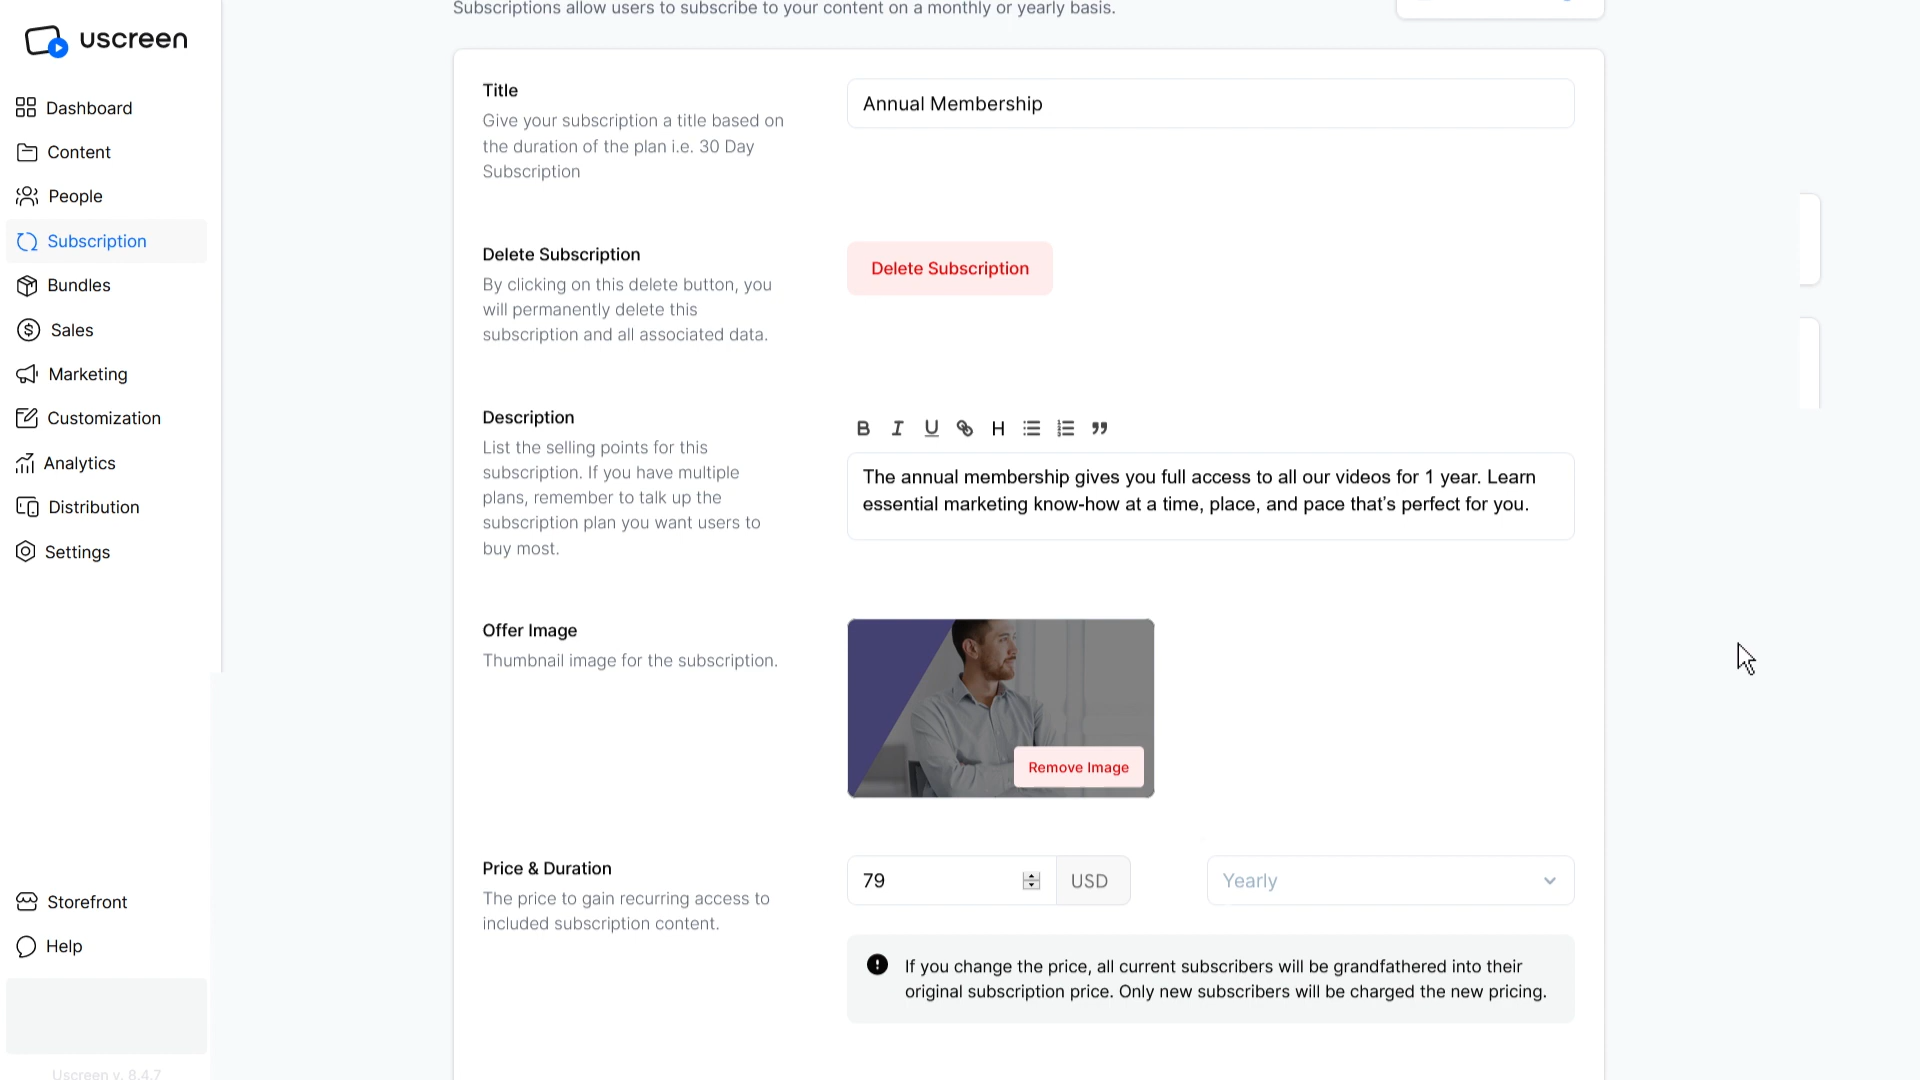 Subscriptions allow users to subscribe to your content on a monthly or yearly basis.
uscreen
Dashboard
Content
People
Subscription
Bundles
Sales
Marketing
Customization
Analytics
Distribution
Settings
Storefront
Help
Uscreen v. 8.4.7
Title
Give your subscription a title based on
the duration of the plan i.e. 30 Day
Subscription
Annual Membership
Delete Subscription
By clicking on this delete button, you
will permanently delete this
subscription and all associated data.
Delete Subscription
Description
List the selling points for this
subscription. If you have multiple
plans, remember to talk up the
subscription plan you want users to
buy most.
B I U H
The annual membership gives you full access to all our videos for 1 year. Learn
essential marketing know-how at a time, place, and pace that's perfect for you.
Offer Image
Thumbnail image for the subscription.
Remove Image
Price & Duration
The price to gain recurring access to
included subscription content.
79 USD Yearly
If you change the price, all current subscribers will be grandfathered into their
original subscription price. Only new subscribers will be charged the new pricing.